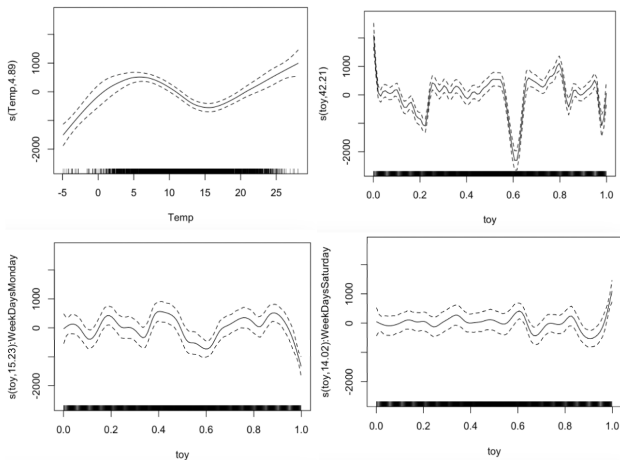 s(Temp,4.89)
1000
0
-2000
-5 0 5 10 15 20 25
Temp
s(toy,42.21)
1000
0
-2000
0.0 0.2 0.4 0.6 0.8 1.0
toy
s(toy,15.23):WeekDaysMonday
1000
0
-2000
0.0 0.2 0.4 0.6 0.8 1.0
toy
s(toy,14.02):WeekDaysSaturday
1000
0
-2000
0.0 0.2 0.4 0.6 0.8 1.0
toy